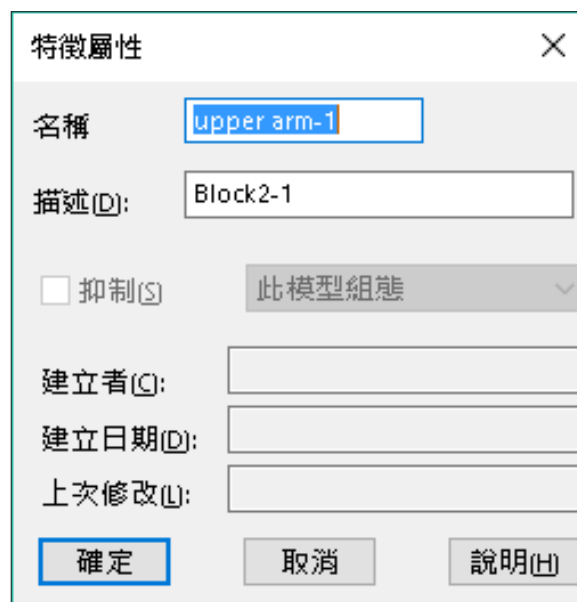 特徵屬性
名稱 upper arm-1
描述(D): Block2-1
抑制(S) 此模型組態
建立者(C):
建立日期(D):
上次修改(L):
確定 取消 說明(H)